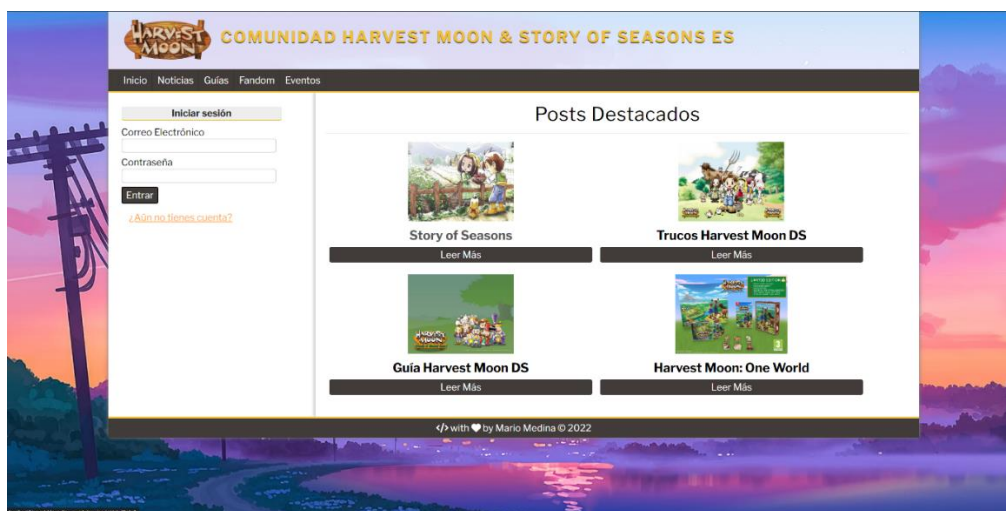 HARVEST
MOON
COMUNIDAD HARVEST MOON & STORY OF SEASONS ES
Inicio Noticias Guías Fandom Eventos
Iniciar sesión
Correo Electrónico
Contraseña
Entrar
¿Aún no tienes cuenta?
Posts Destacados
Story of Seasons
Leer Más
Trucos Harvest Moon DS
Leer Más
Guía Harvest Moon DS
Leer Más
Harvest Moon: One World
Leer Más
</> with ♥ by Mario Medina © 2022